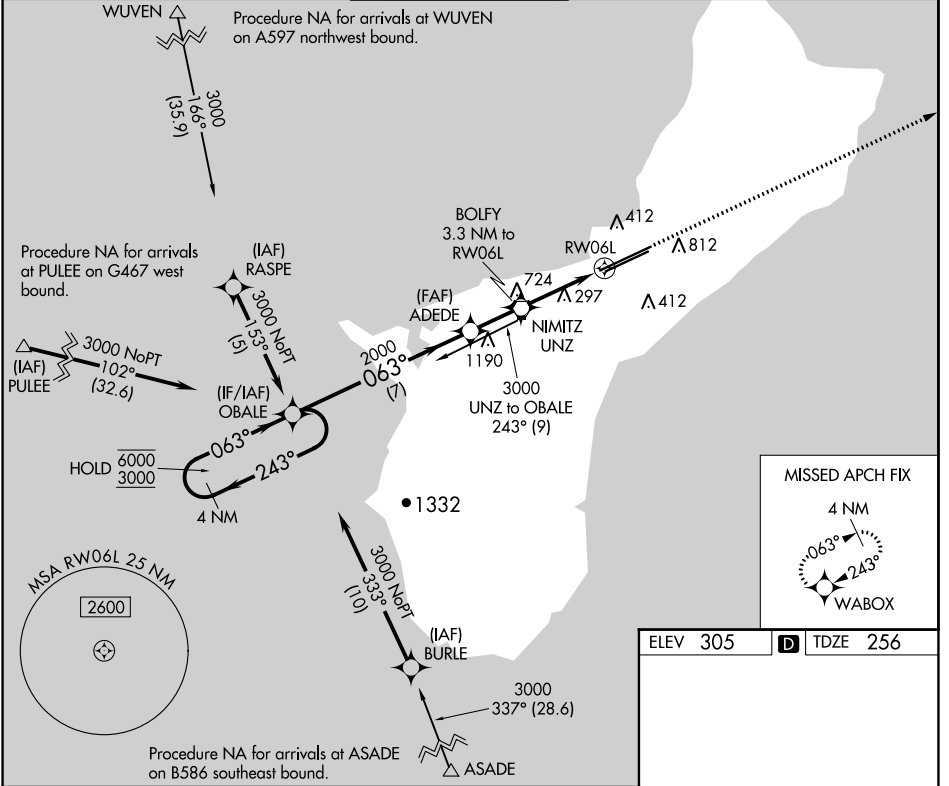 WUVEN
Procedure NA for arrivals at WUVEN
on A597 northwest bound.
3000
166°
(35.9)
Procedure NA for arrivals
at PULEE on G467 west
bound.
(IAF)
RASPE
3000 NoPT
153°
(5)
BOLFY
3.3 NM to
RW06L
412
RW06L
812
724
297
412
(FAF)
ADEDE
NIMITZ
UNZ
1190
3000 NoPT
102°
(32.6)
(IAF)
PULEE
2000
063°
(7)
3000
UNZ to OBALE
243° (9)
(IF/IAF)
OBALE
063°
243°
HOLD
6000
3000
4 NM
1332
MISSED APCH FIX
4 NM
063°
243°
WABOX
MSA RW06L 25 NM
2600
3000 NoPT
333°
(10)
(IAF)
BURLE
3000
337° (28.6)
ASADE
Procedure NA for arrivals at ASADE
on B586 southeast bound.
ELEV 305 D TDZE 256